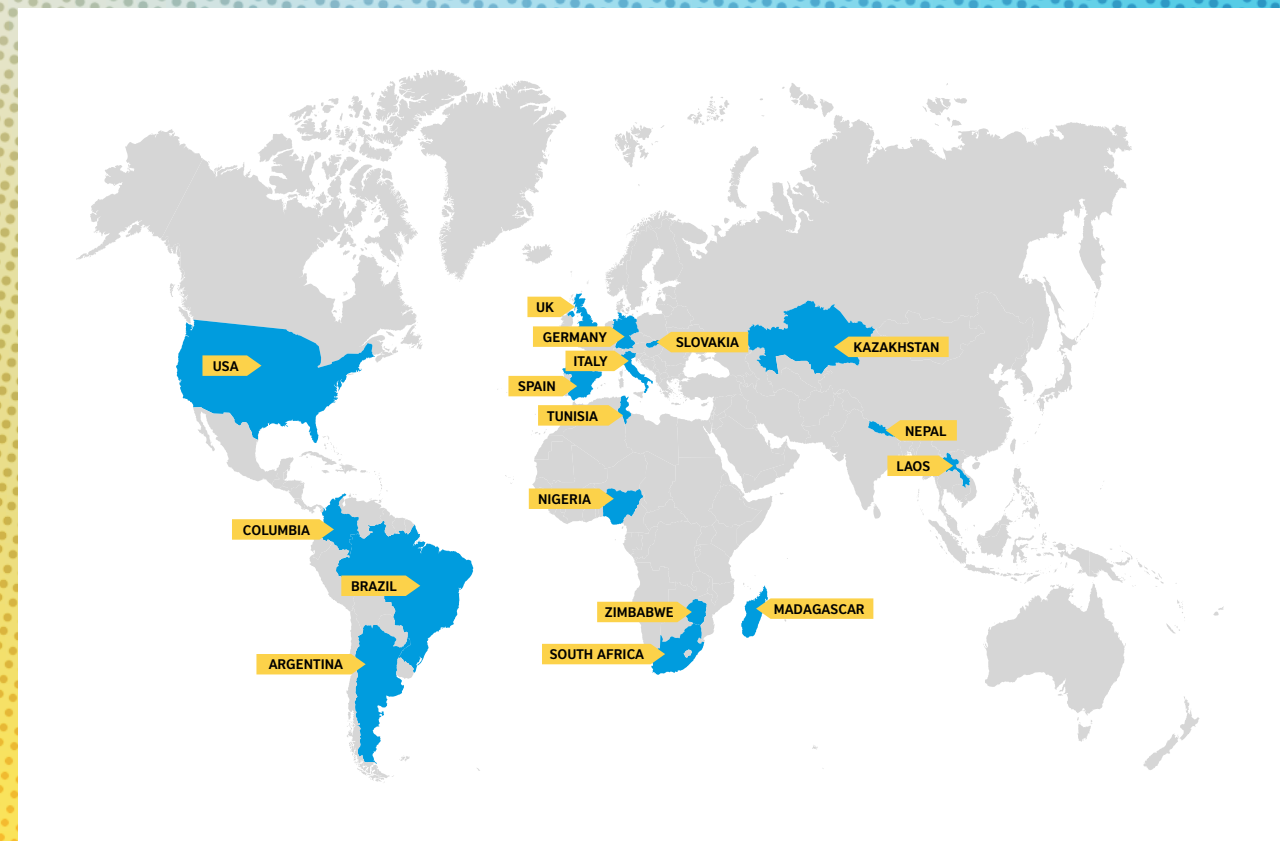 UK
GERMANY
SLOVAKIA
KAZAKHSTAN
ITALY
USA
SPAIN
TUNISIA
NEPAL
LAOS
NIGERIA
COLUMBIA
BRAZIL
MADAGASCAR
ZIMBABWE
SOUTH AFRICA
ARGENTINA